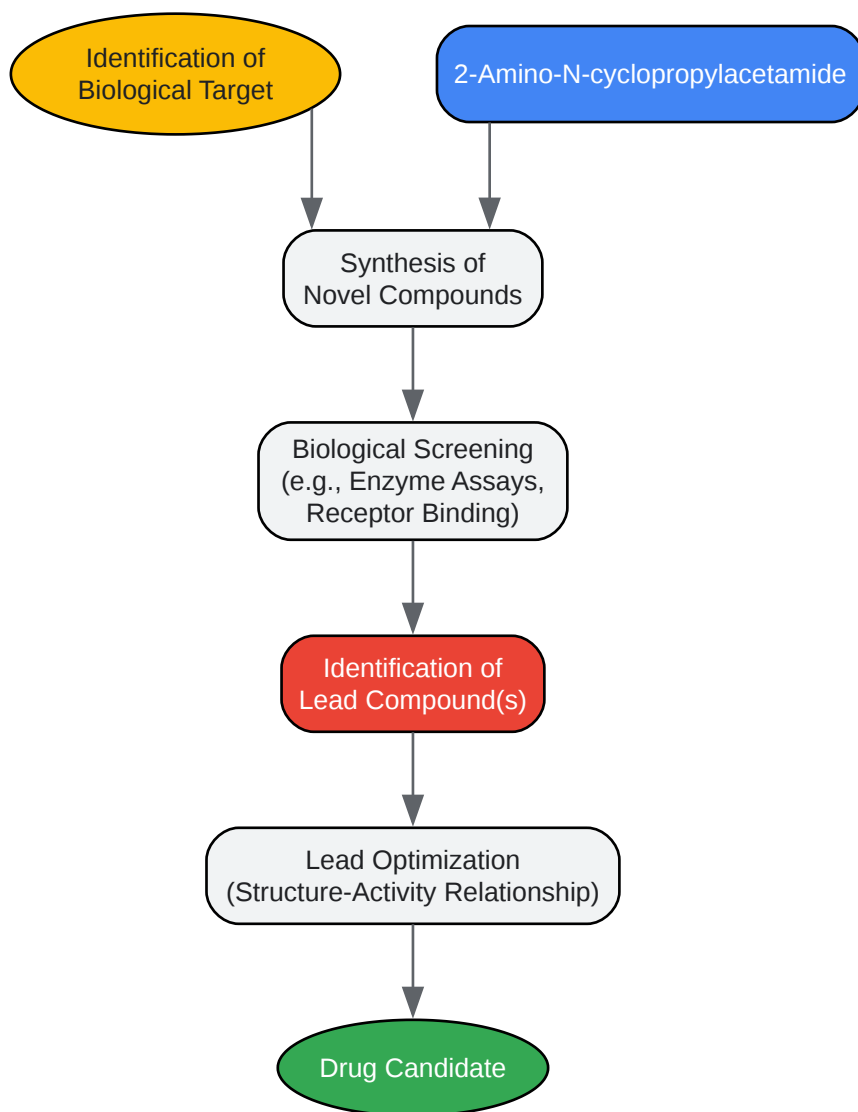 Identification of
Biological Target
2-Amino-N-cyclopropylacetamide
Synthesis of
Novel Compounds
Biological Screening
(e.g., Enzyme Assays,
Receptor Binding)
Identification of
Lead Compound(s)
Lead Optimization
(Structure-Activity Relationship)
Drug Candidate